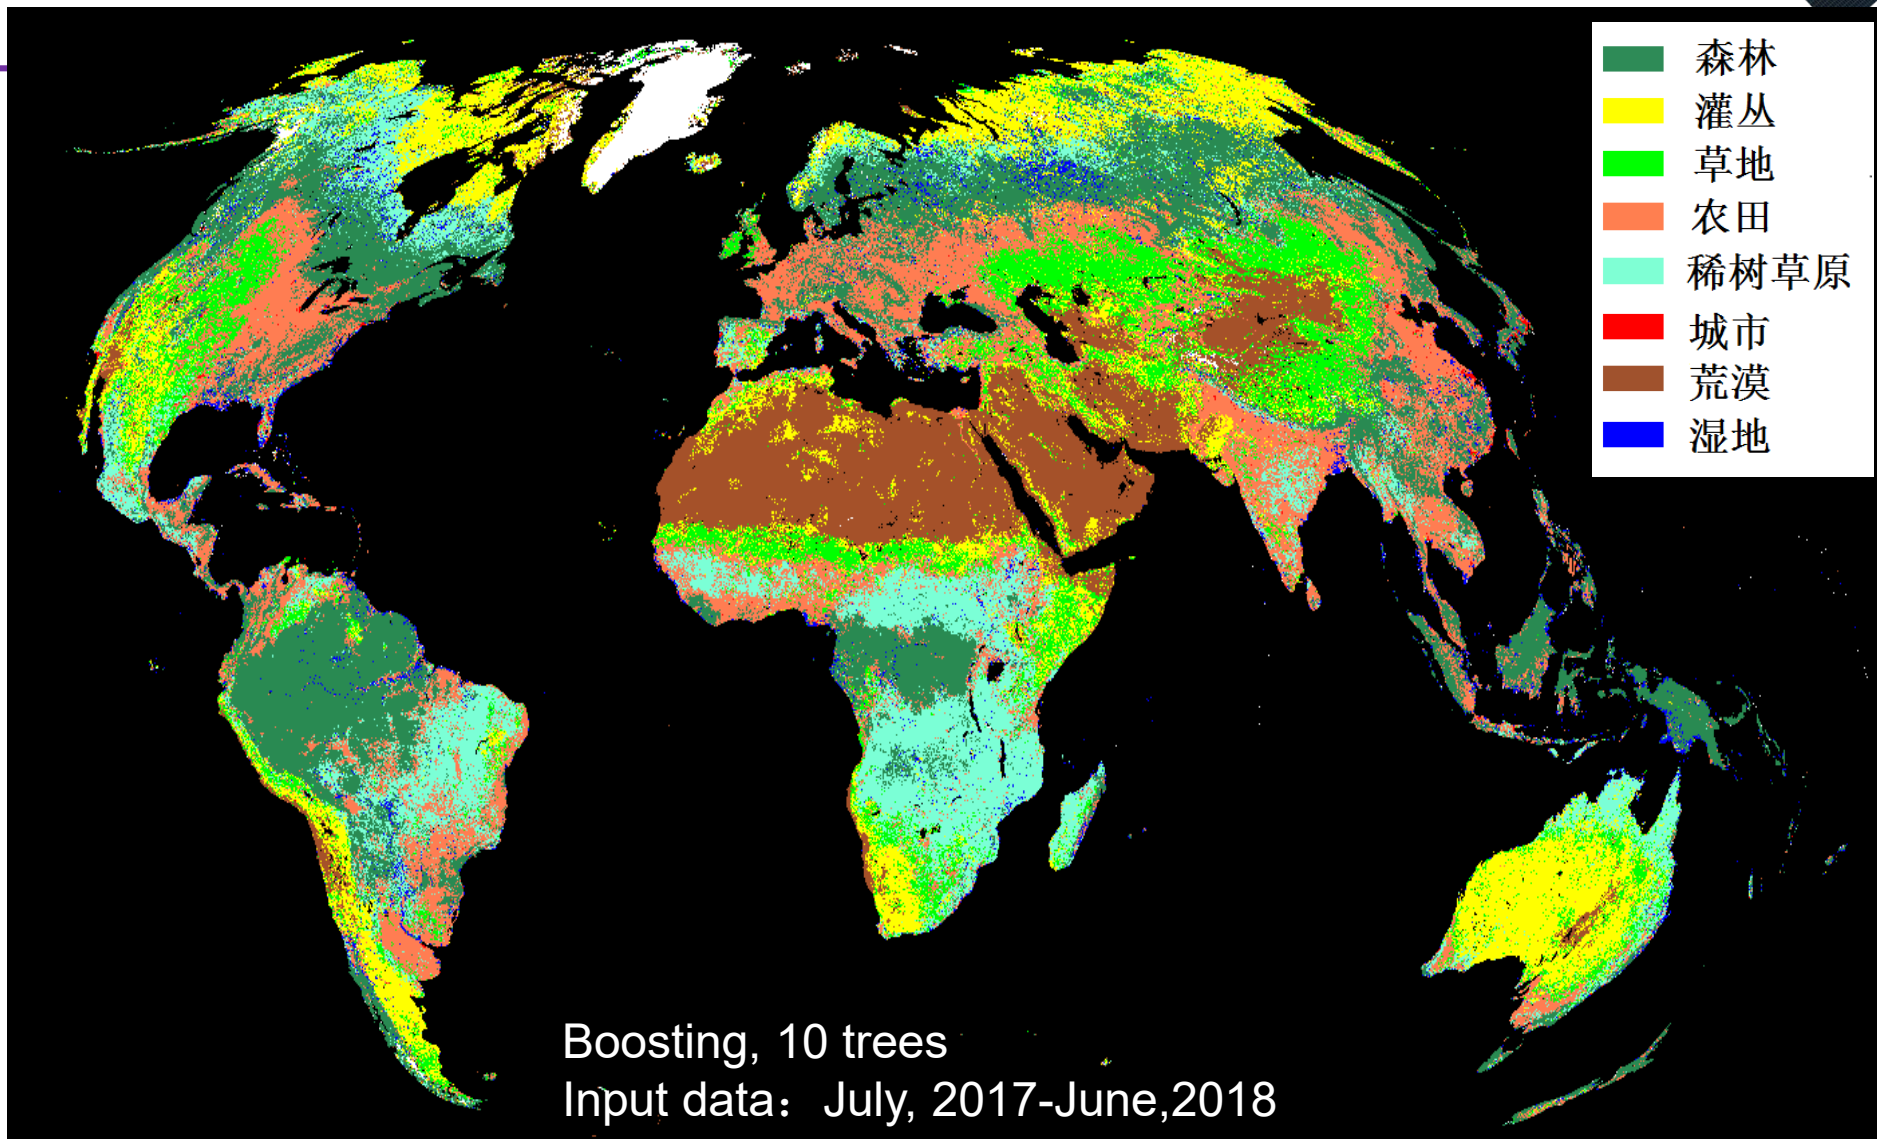 森林
灌丛
草地
农田
稀树草原
城市
荒漠
湿地
Boosting, 10 trees
Input data：July, 2017-June,2018